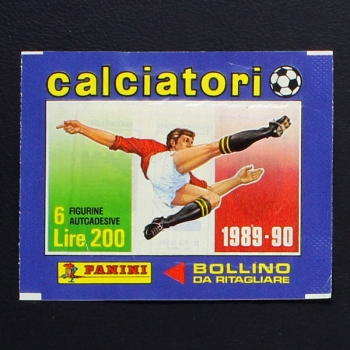 calciatori
6 FIGURINE
AUTOADESIVE
Lire 200
1989-90
PANINI
BOLLINO
DA RITAGLIARE